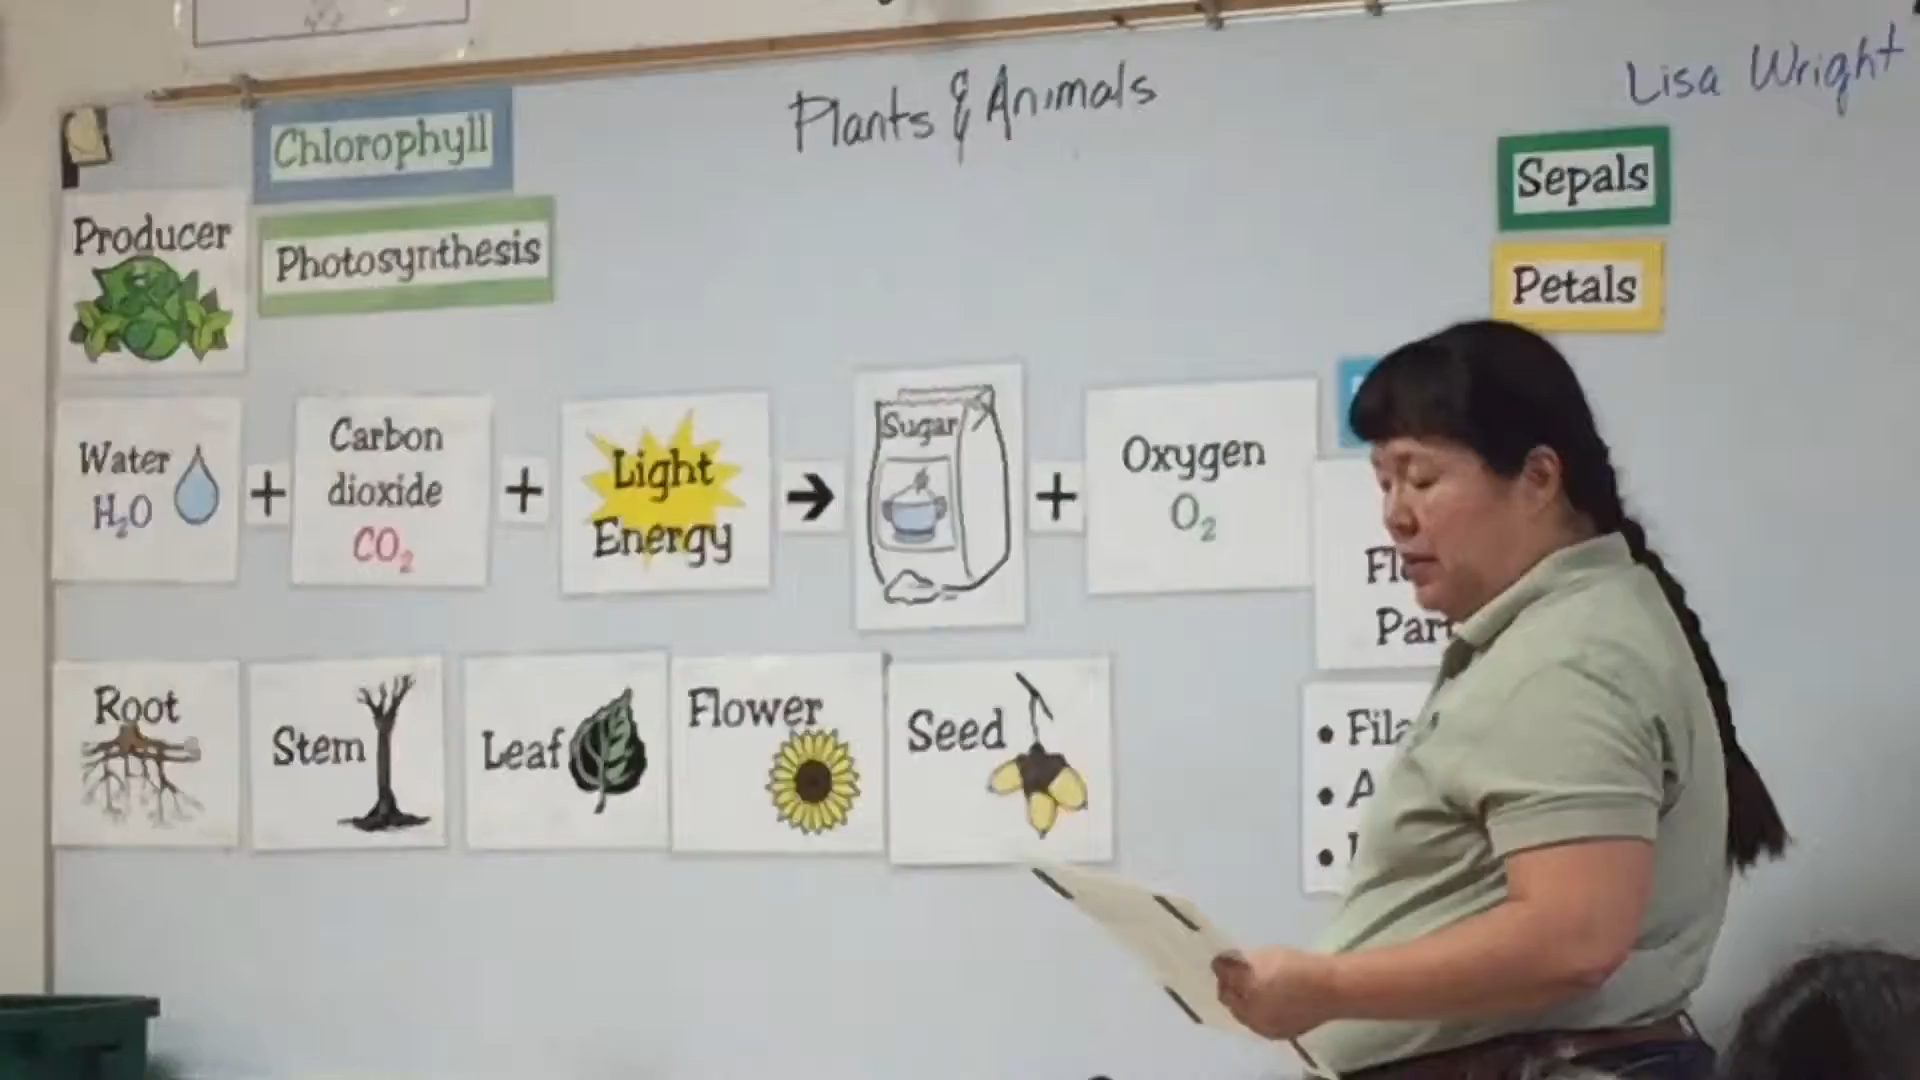 Plants & Animals
Lisa Wright
Chlorophyll
Sepals
Producer
Photosynthesis
Petals
Water
H₂O
+
Carbon
dioxide
CO₂
+
Light
Energy
→
Sugar
+
Oxygen
O₂
Root
Stem
Leaf
Flower
Seed